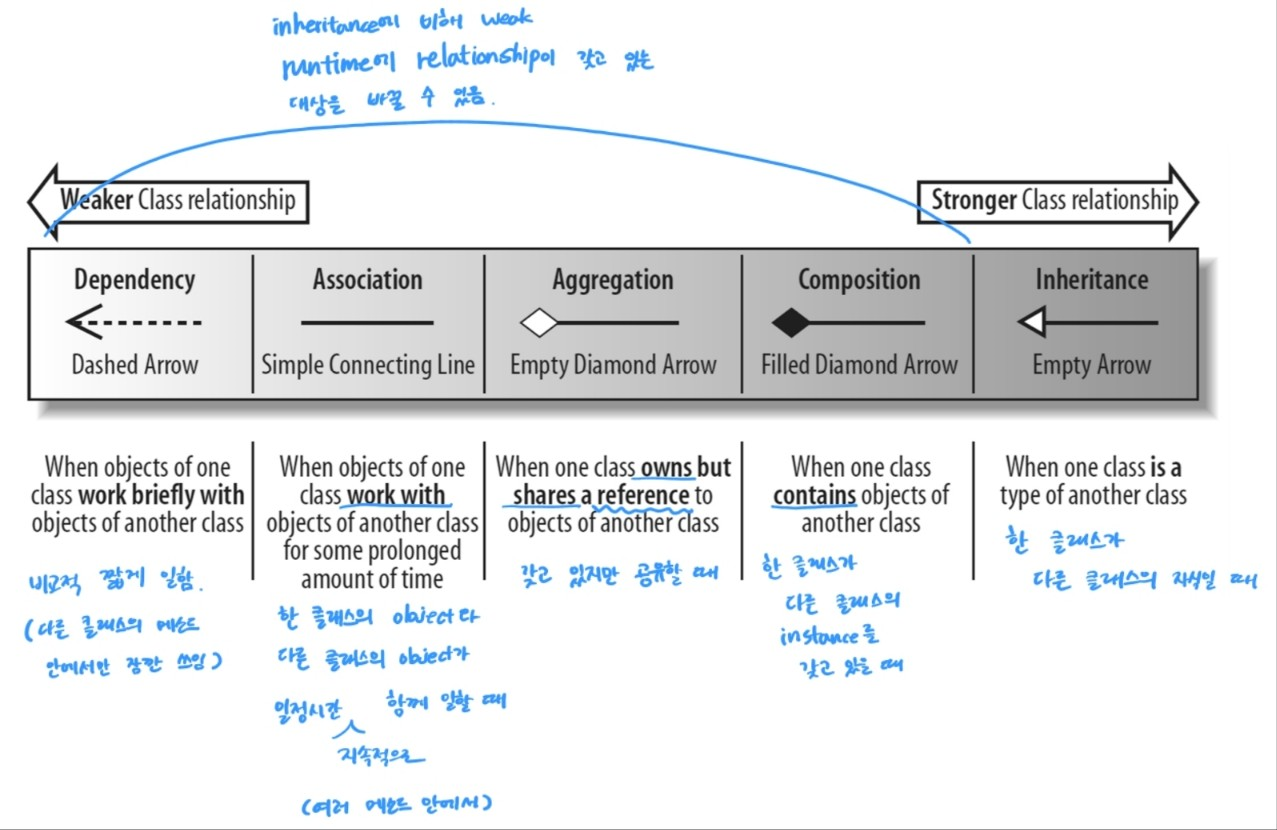 inheritance에 비해 weak
runtime에 relationship이 갖고 있는
대상을 바꿀 수 있음.
Weaker Class relationship
Stronger Class relationship
Dependency
Dashed Arrow
Association
Simple Connecting Line
Aggregation
Empty Diamond Arrow
Composition
Filled Diamond Arrow
Inheritance
Empty Arrow
When objects of one
class work briefly with
objects of another class
비교적 짧게 일함.
(다른 클래스의 메소드
안에서만 잠깐 쓰임)
When objects of one
class work with
objects of another class
for some prolonged
amount of time
한 클래스의 object와
다른 클래스의 object가
일정시간 함께 일할 때
지속적으로
(여러 메소드 안에서)
When one class owns but
shares a reference to
objects of another class
갖고 있지만 공유할 때
When one class
contains objects of
another class
한 클래스가
다른 클래스의
instance를
갖고 있을 때
When one class is a
type of another class
한 클래스가
다른 클래스의 자식일 때